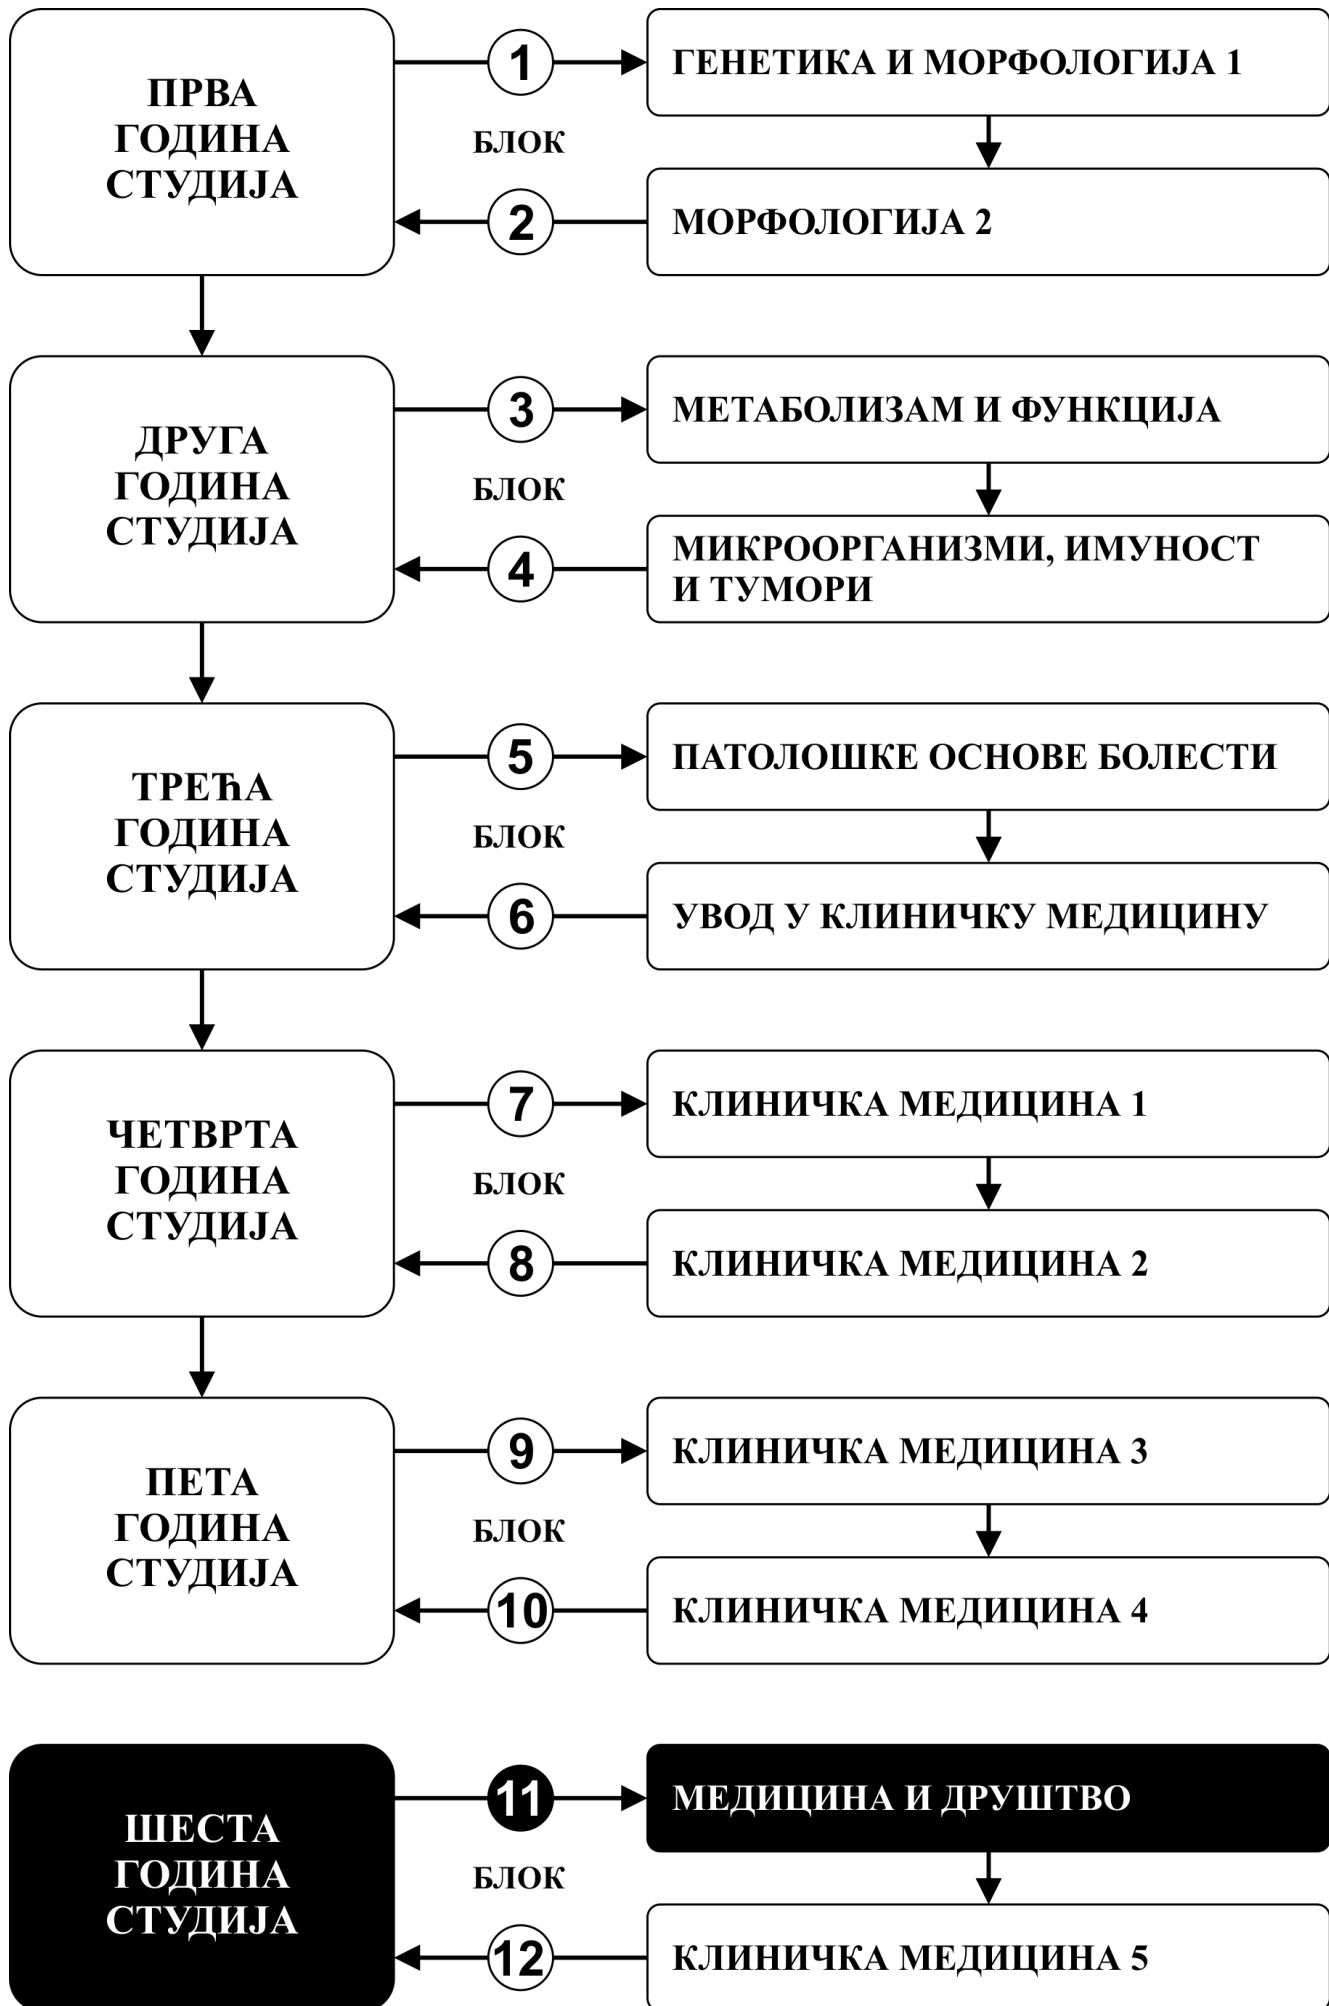 ПРВА
ГОДИНА
СТУДИЈА
1
ГЕНЕТИКА И МОРФОЛОГИЈА 1
БЛОК
2
МОРФОЛОГИЈА 2
ДРУГА
ГОДИНА
СТУДИЈА
3
МЕТАБОЛИЗАМ И ФУНКЦИЈА
БЛОК
4
МИКРООРГАНИЗМИ, ИМУНОСТ
И ТУМОРИ
ТРЕЋА
ГОДИНА
СТУДИЈА
5
ПАТОЛОШКЕ ОСНОВЕ БОЛЕСТИ
БЛОК
6
УВОД У КЛИНИЧКУ МЕДИЦИНУ
ЧЕТВРТА
ГОДИНА
СТУДИЈА
7
КЛИНИЧКА МЕДИЦИНА 1
БЛОК
8
КЛИНИЧКА МЕДИЦИНА 2
ПЕТА
ГОДИНА
СТУДИЈА
9
КЛИНИЧКА МЕДИЦИНА 3
БЛОК
10
КЛИНИЧКА МЕДИЦИНА 4
ШЕСТА
ГОДИНА
СТУДИЈА
11
МЕДИЦИНА И ДРУШТВО
БЛОК
12
КЛИНИЧКА МЕДИЦИНА 5